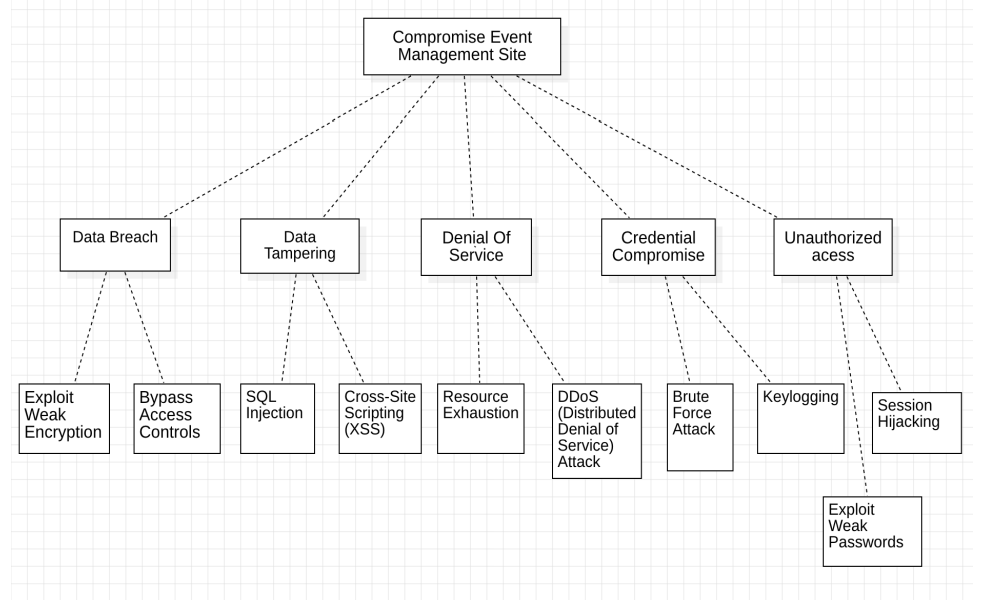 Compromise Event
Management Site
Data Breach
Data
Tampering
Denial Of
Service
Credential
Compromise
Unauthorized
acess
Exploit
Weak
Encryption
Bypass
Access
Controls
SQL
Injection
Cross-Site
Scripting
(XSS)
Resource
Exhaustion
DDoS
(Distributed
Denial of
Service)
Attack
Brute
Force
Attack
Keylogging
Session
Hijacking
Exploit
Weak
Passwords